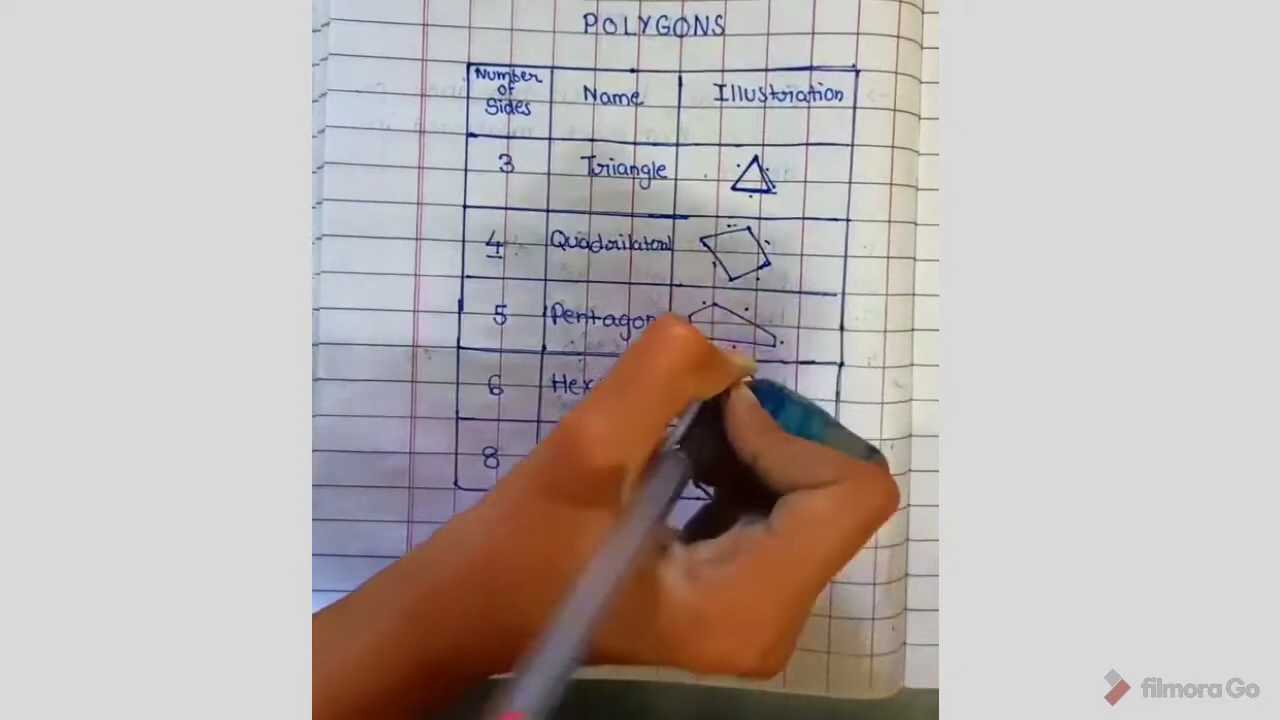 POLYGONS
Number of Sides Name Illustration
3 Triangle
4 Quadrilateral
5 Pentagon
6
8
filmora Go